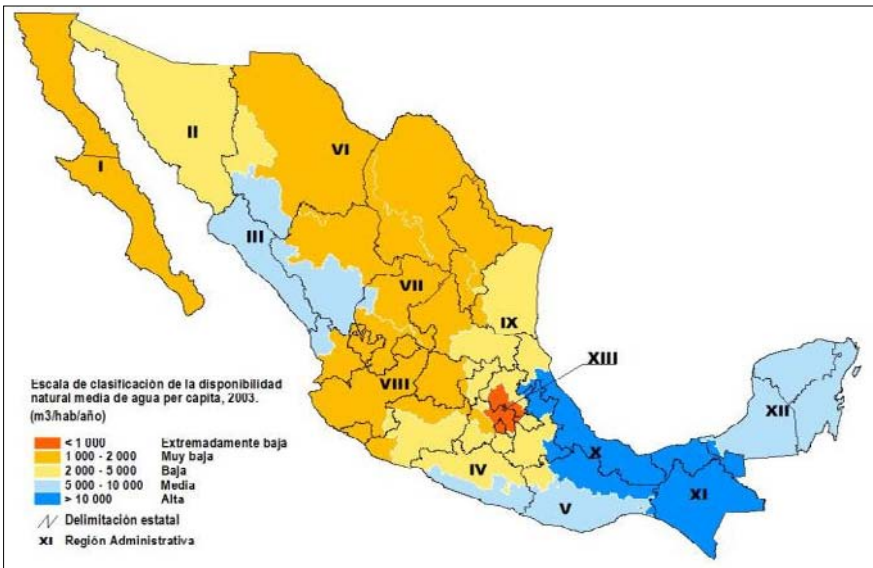 II
VI
I
III
VII
IX
XIII
VIII
XII
IV
X
V
XI
Escala de clasificación de la disponibilidad
natural media de agua per cápita, 2003.
(m3/hab/año)
< 1 000 Extremadamente baja
1 000 - 2 000 Muy baja
2 000 - 5 000 Baja
5 000 - 10 000 Media
> 10 000 Alta
Delimitación estatal
XI Región Administrativa